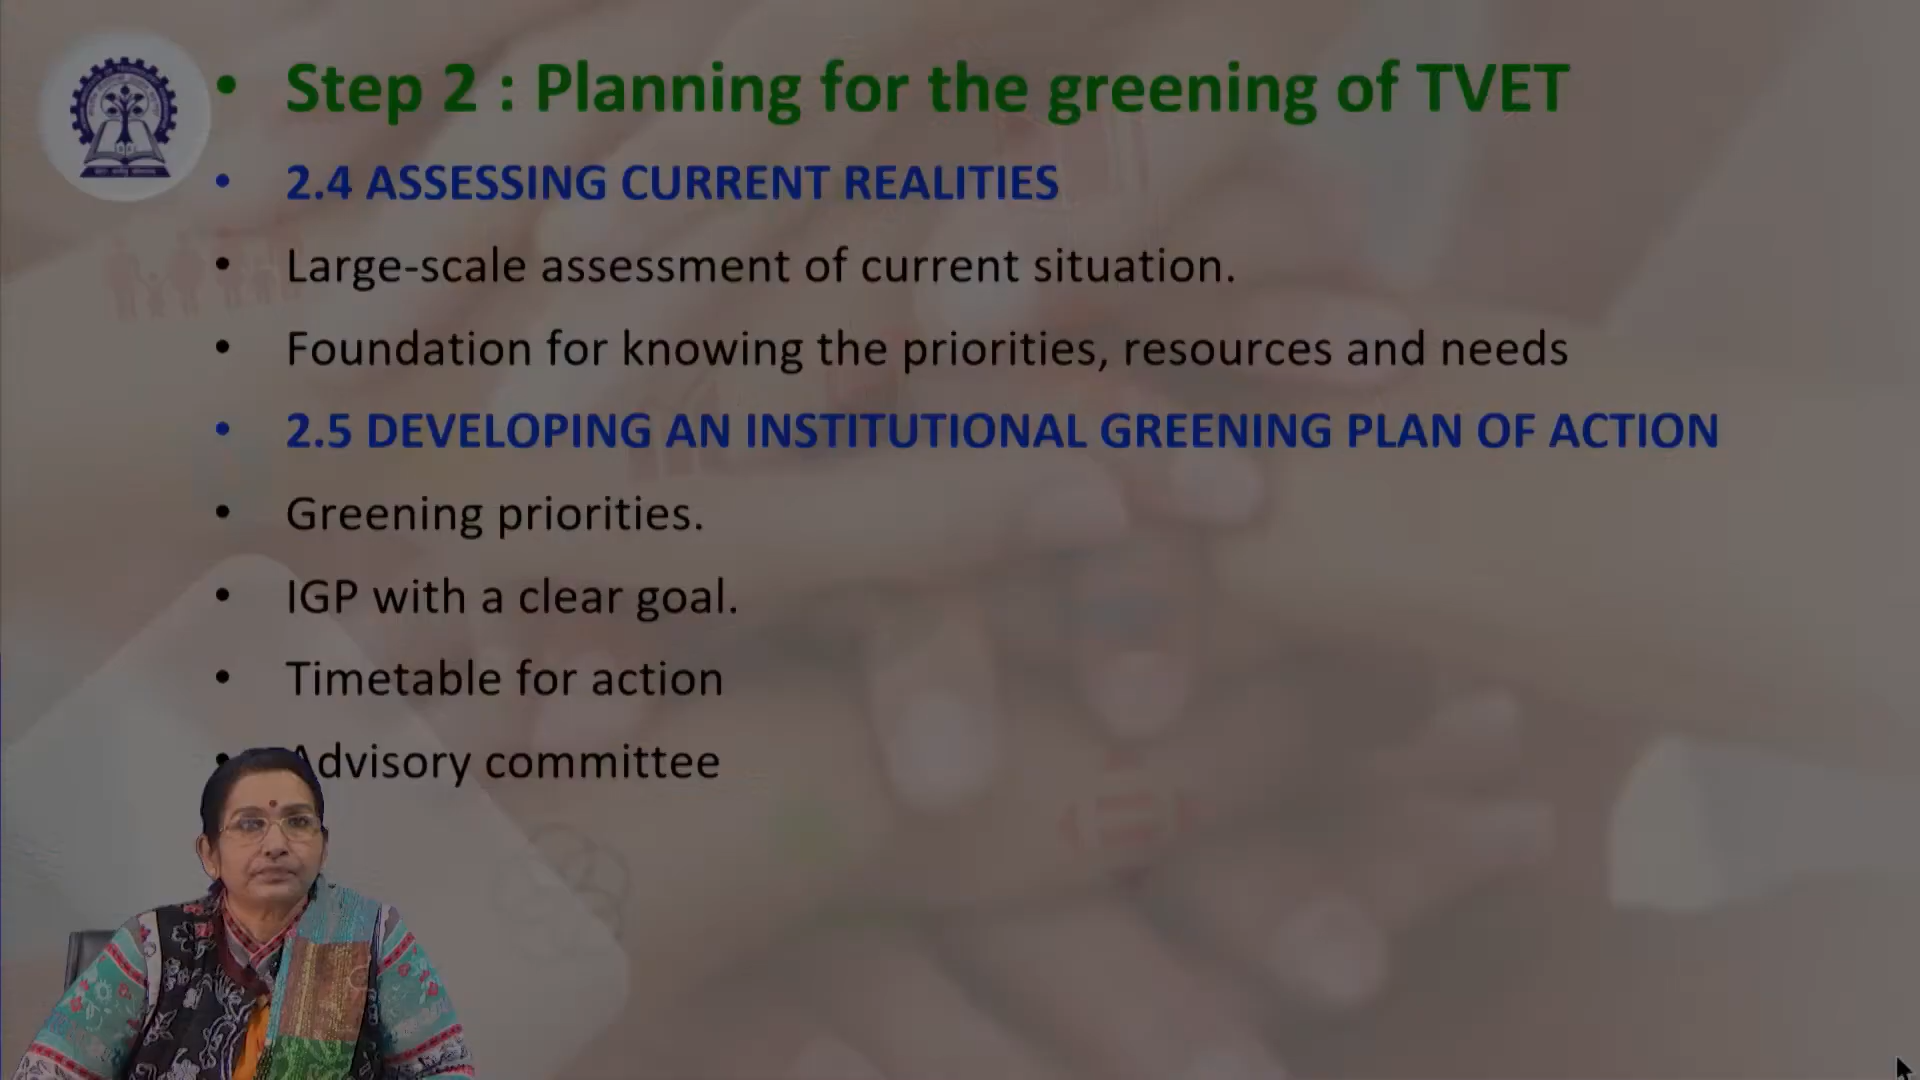 • Step 2 : Planning for the greening of TVET
• 2.4 ASSESSING CURRENT REALITIES
• Large-scale assessment of current situation.
• Foundation for knowing the priorities, resources and needs
• 2.5 DEVELOPING AN INSTITUTIONAL GREENING PLAN OF ACTION
• Greening priorities.
• IGP with a clear goal.
• Timetable for action
• Advisory committee